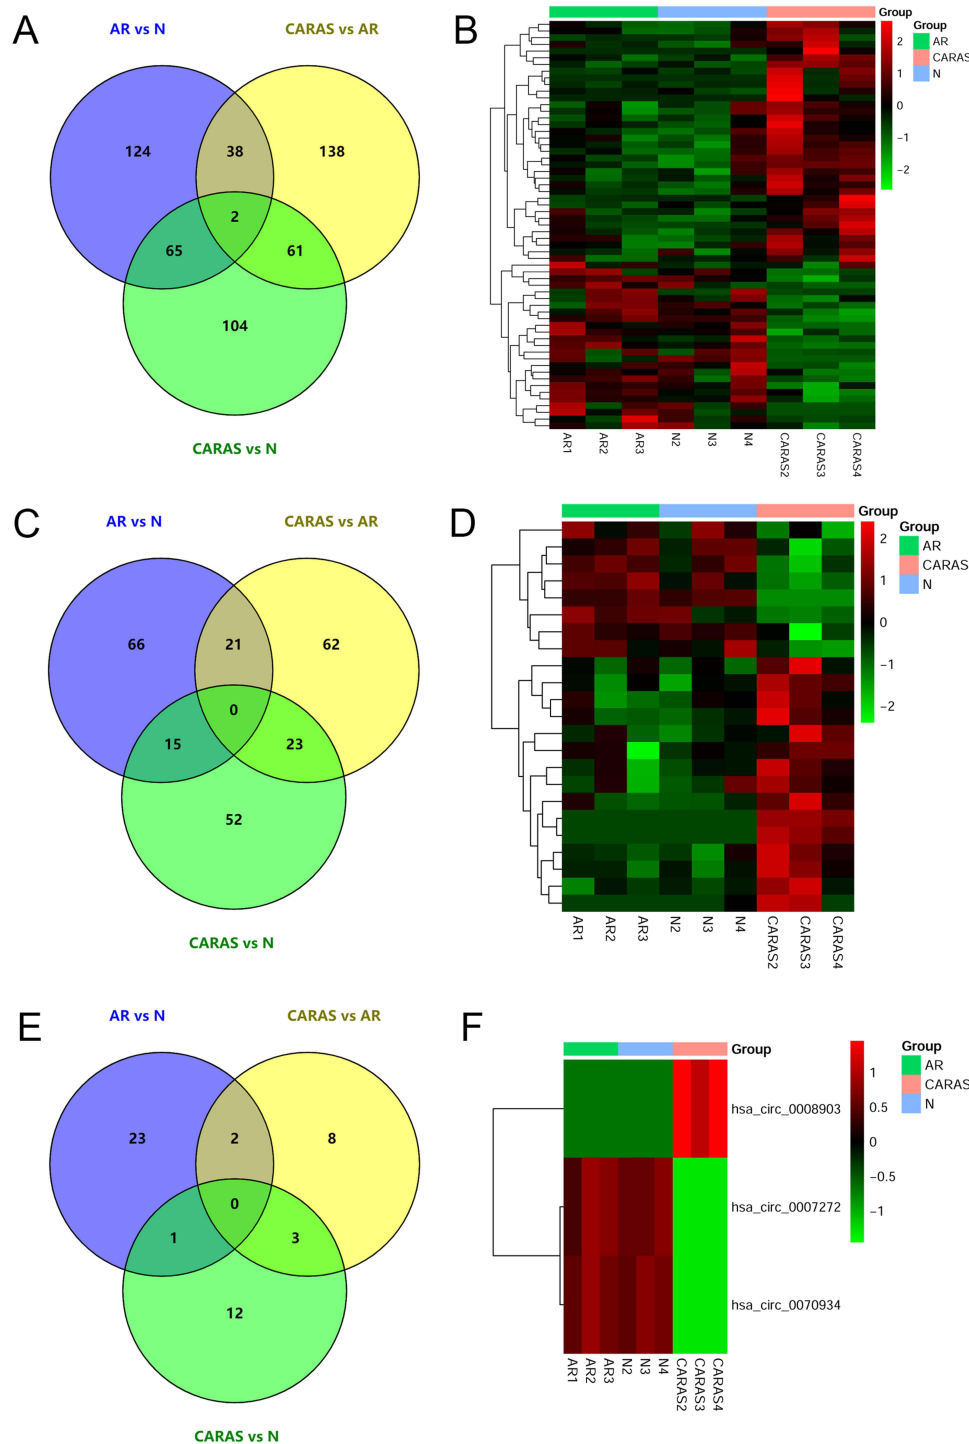 A
AR vs N
CARAS vs AR
124
38
138
2
65
61
104
CARAS vs N
B
Group
2
1
0
−1
−2
Group
AR
CARAS
N
AR1
AR2
AR3
N2
N3
N4
CARAS2
CARAS3
CARAS4
C
AR vs N
CARAS vs AR
66
21
62
0
15
23
52
CARAS vs N
D
Group
2
1
0
−1
−2
Group
AR
CARAS
N
AR1
AR2
AR3
N2
N3
N4
CARAS2
CARAS3
CARAS4
E
AR vs N
CARAS vs AR
23
2
8
0
1
3
12
CARAS vs N
F
Group
hsa_circ_0008903
hsa_circ_0007272
hsa_circ_0070934
1
0.5
0
−0.5
−1
Group
AR
CARAS
N
AR1
AR2
AR3
N2
N3
N4
CARAS2
CARAS3
CARAS4